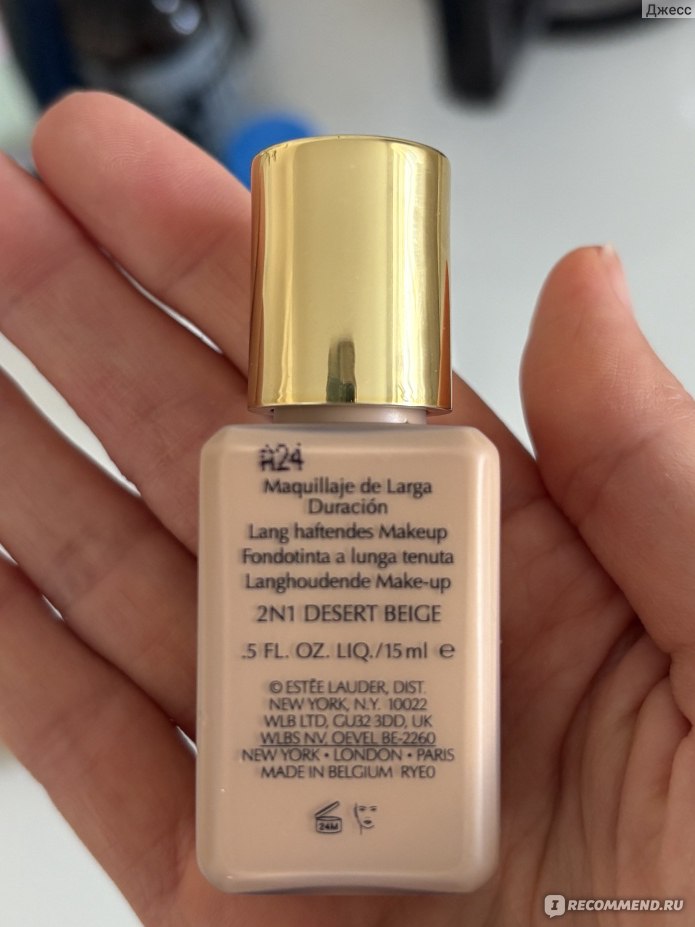 Джесс
A24
Maquillaje de Larga
Duración
Lang haftendes Makeup
Fondotinta a lunga tenuta
Langhoudende Make-up
2N1 DESERT BEIGE
.5 FL. OZ. LIQ./15 ml ℮
© ESTĒE LAUDER, DIST.
NEW YORK, N.Y. 10022
WLB LTD, GU32 3DD, UK
WLBS NV, OEVEL BE-2260
NEW YORK • LONDON • PARIS
MADE IN BELGIUM RYE0
24M
IRECOMMEND.RU